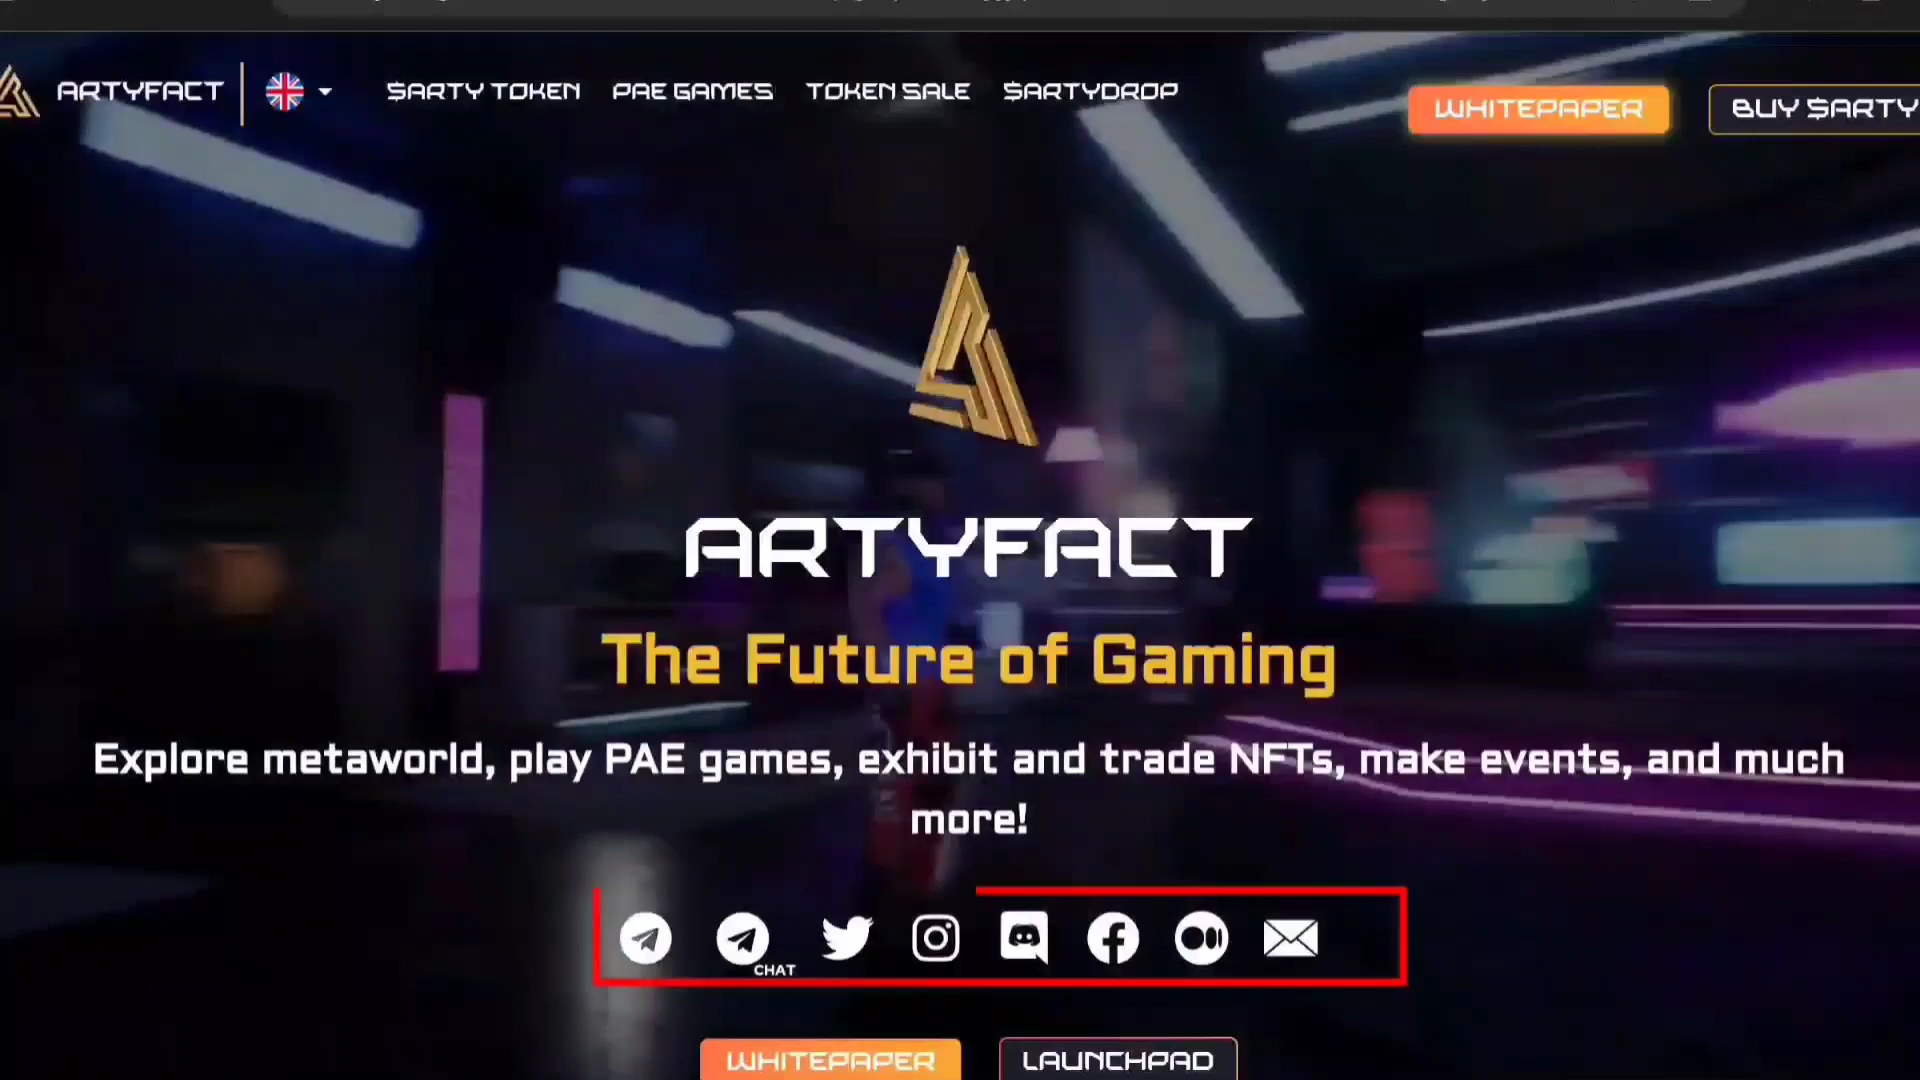 ARTYFACT
$ARTY TOKEN
PAE GAMES
TOKEN SALE
$ARTYDROP
WHITEPAPER
BUY $ARTY
ARTYFACT
The Future of Gaming
Explore metaworld, play PAE games, exhibit and trade NFTs, make events, and much
more!
CHAT
WHITEPAPER
LAUNCHPAD